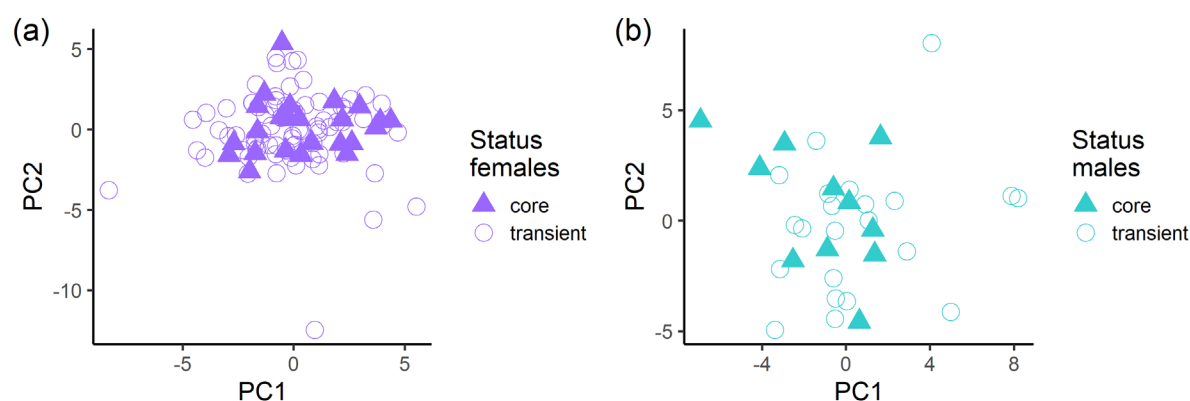 (a)
PC2
5
0
-5
-10
-5
0
5
PC1
Status
females
core
transient
(b)
PC2
5
0
-5
-4
0
4
8
PC1
Status
males
core
transient